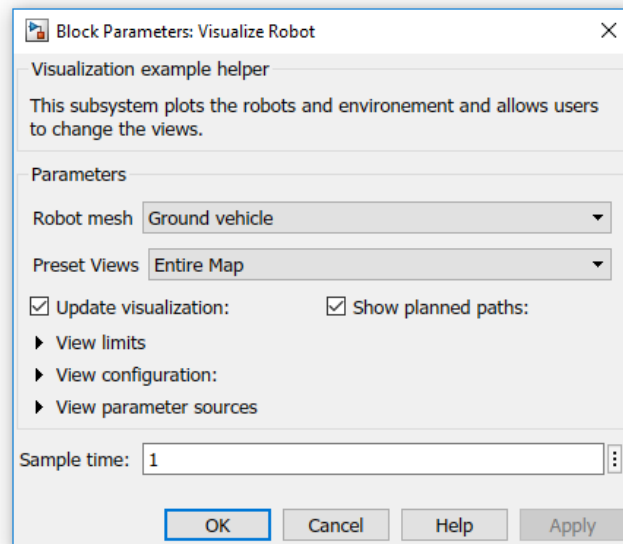 Block Parameters: Visualize Robot
Visualization example helper
This subsystem plots the robots and environement and allows users
to change the views.
Parameters
Robot mesh Ground vehicle
Preset Views Entire Map
Update visualization: Show planned paths:
View limits
View configuration:
View parameter sources
Sample time: 1
OK Cancel Help Apply